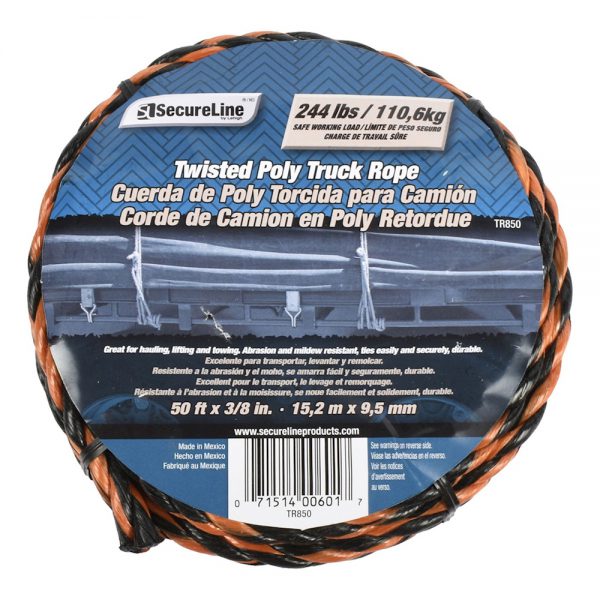 SecureLine
by Lehigh
244 lbs / 110,6kg
SAFE WORKING LOAD / LÍMITE DE PESO SEGURO
CHARGE DE TRAVAIL SÛRE
Twisted Poly Truck Rope
Cuerda de Poly Torcida para Camión
Corde de Camion en Poly Retordue
TR850
Great for hauling, lifting and towing. Abrasion and mildew resistant, ties easily and securely, durable.
Excelente para transportar, levantar y remolcar.
Resistente a la abrasión y el moho, se amarra fácil y seguramente, durable.
Excellent pour le transport, le levage et remorquage.
Résistante à l'abrasion et à la moisissure, se noue facilement et solidement, durable.
50 ft x 3/8 in. · 15,2 m x 9,5 mm
www.securelineproducts.com
Made in Mexico
Hecho en Mexico
Fabriqué au Mexique
See warnings on reverse side.
Véase las advertencias en el reverso.
Voir les notices
d'avertissement
au verso.
0 71514 00601 7
TR850